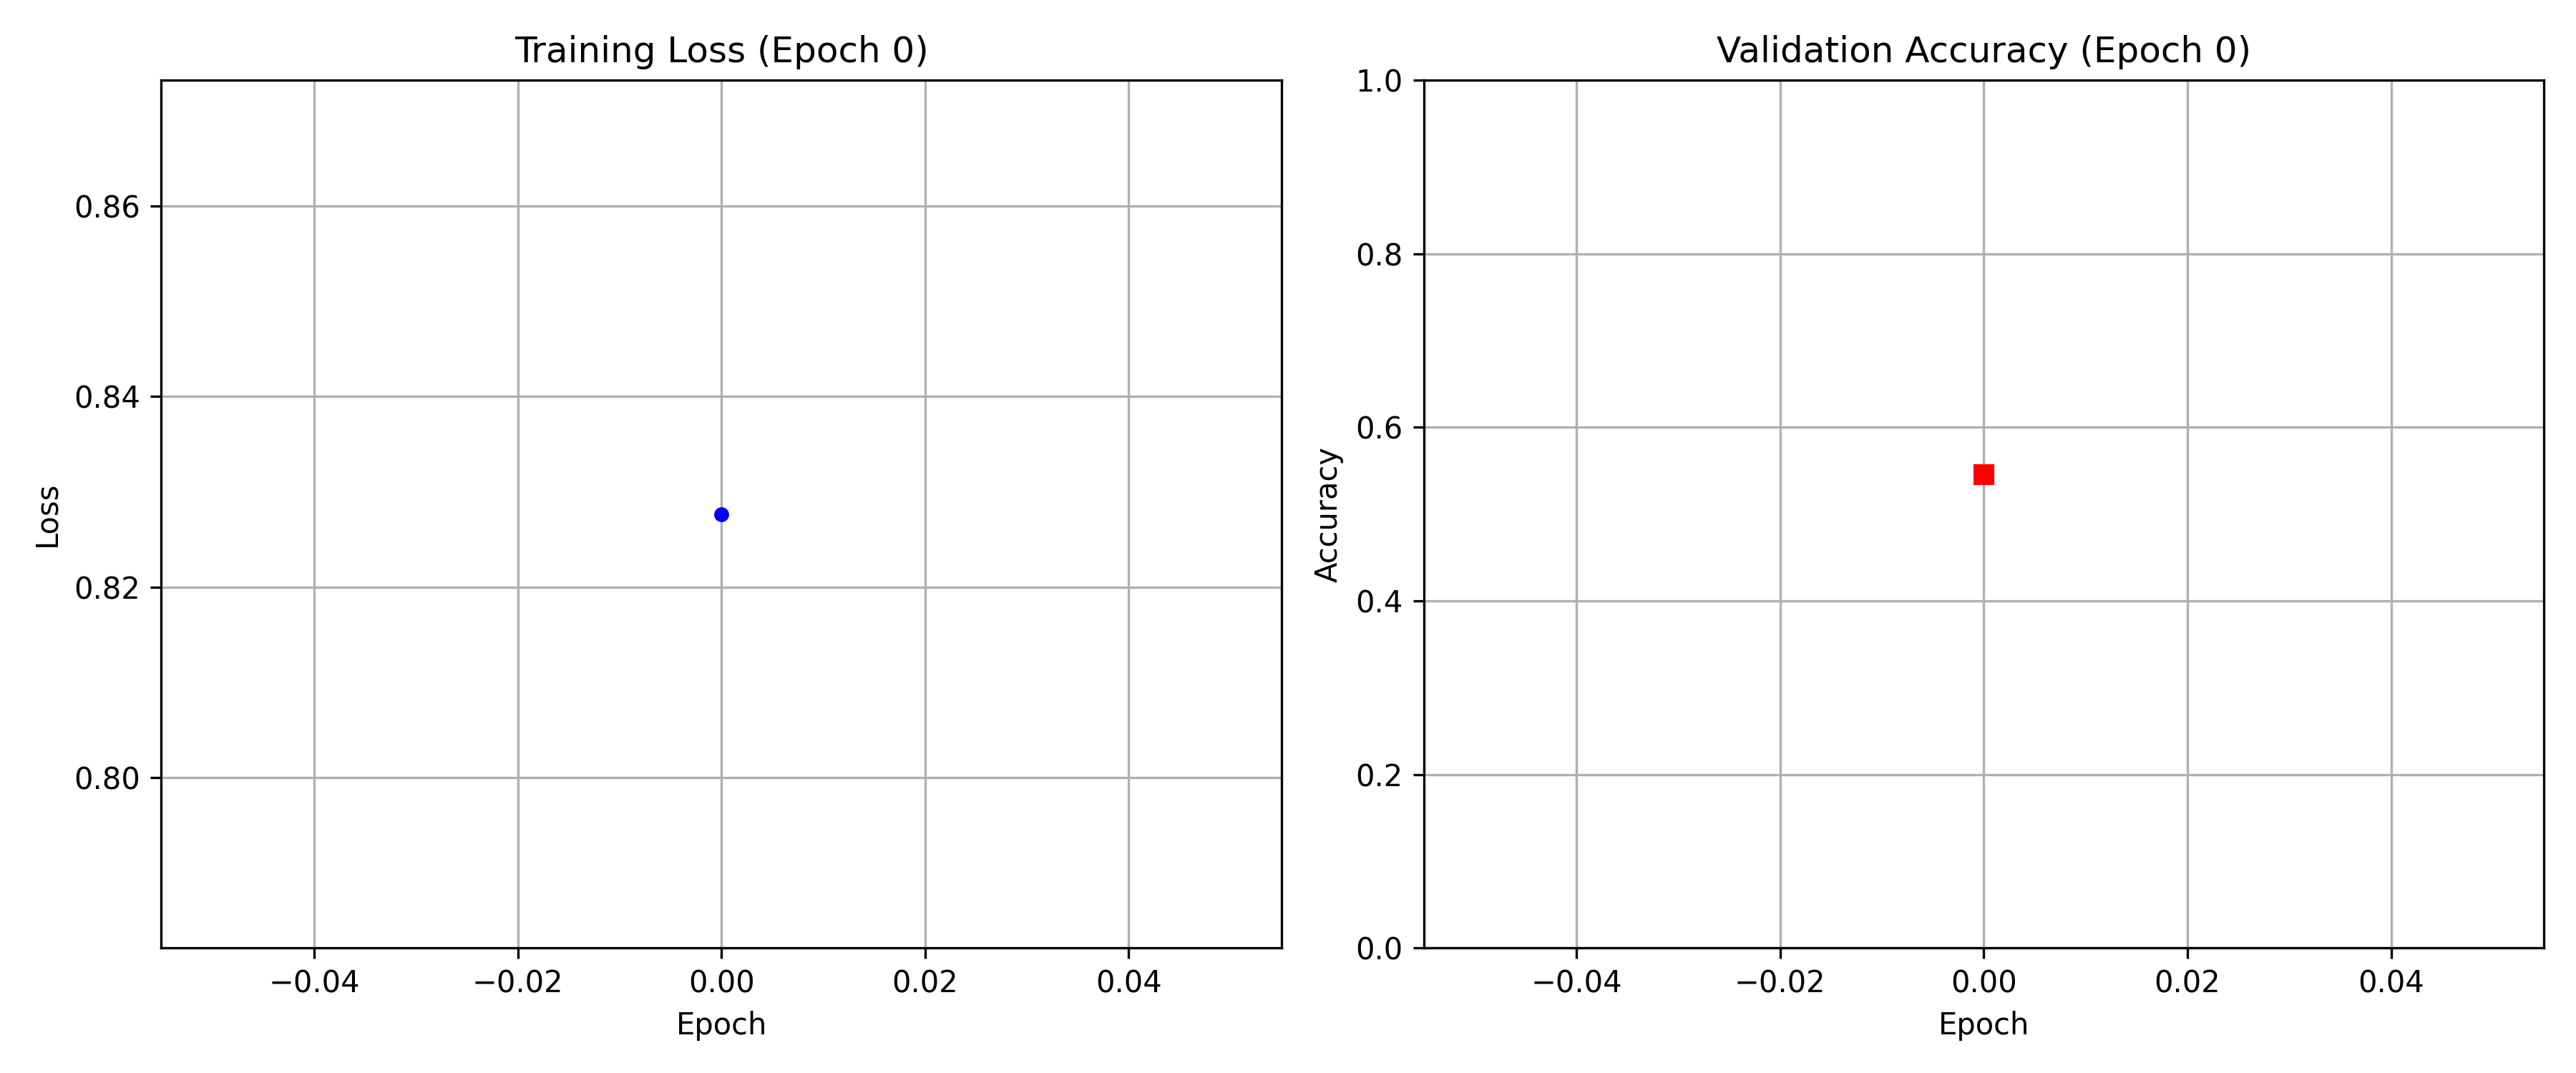 Training Loss (Epoch 0)
0.86
0.84
0.82
0.80
Loss
−0.04 −0.02 0.00 0.02 0.04
Epoch
Validation Accuracy (Epoch 0)
1.0
0.8
0.6
0.4
0.2
0.0
Accuracy
−0.04 −0.02 0.00 0.02 0.04
Epoch